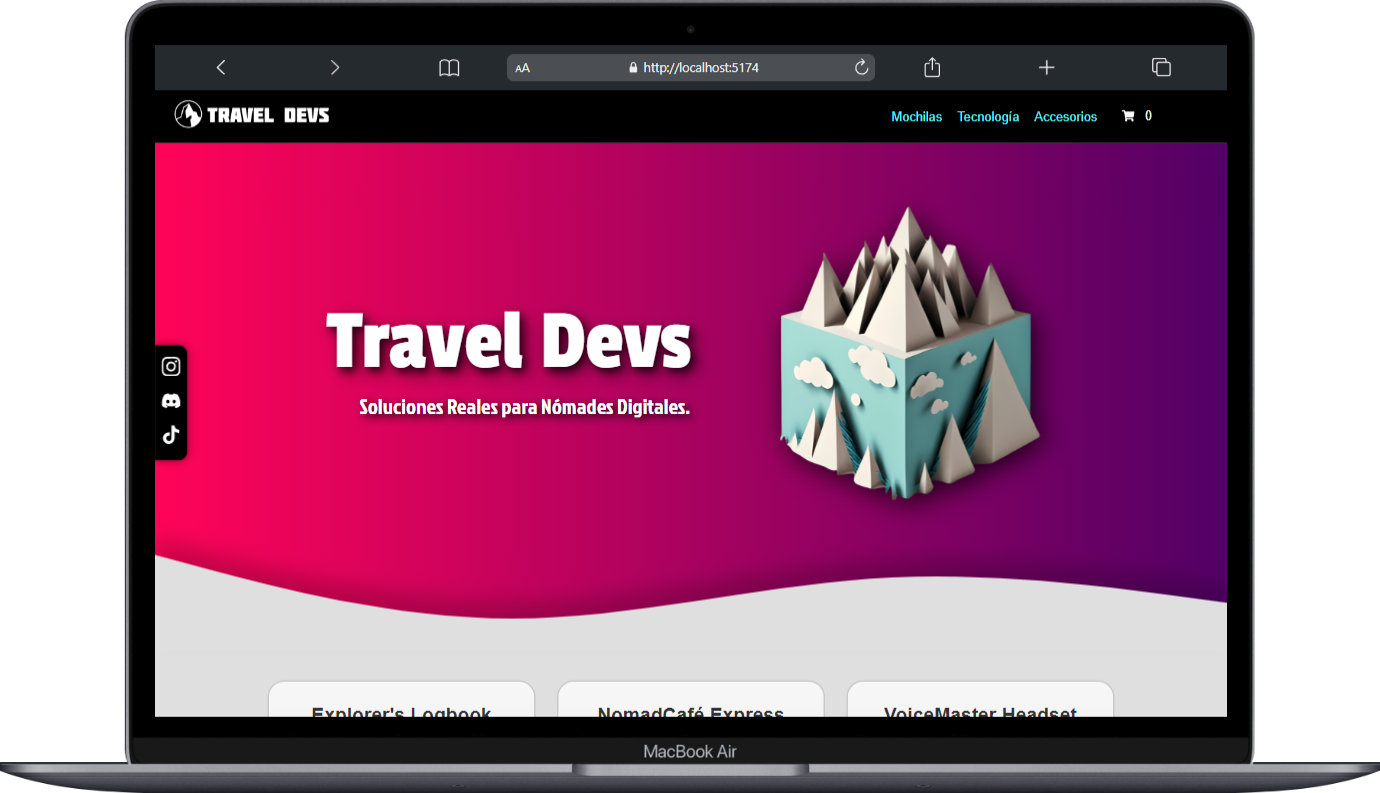 AA http://localhost:5174
TRAVEL DEVS Mochilas Tecnología Accesorios 0
Travel Devs
Soluciones Reales para Nómades Digitales.
Explorer's Logbook NomadCafé Express VoiceMaster Headset
MacBook Air